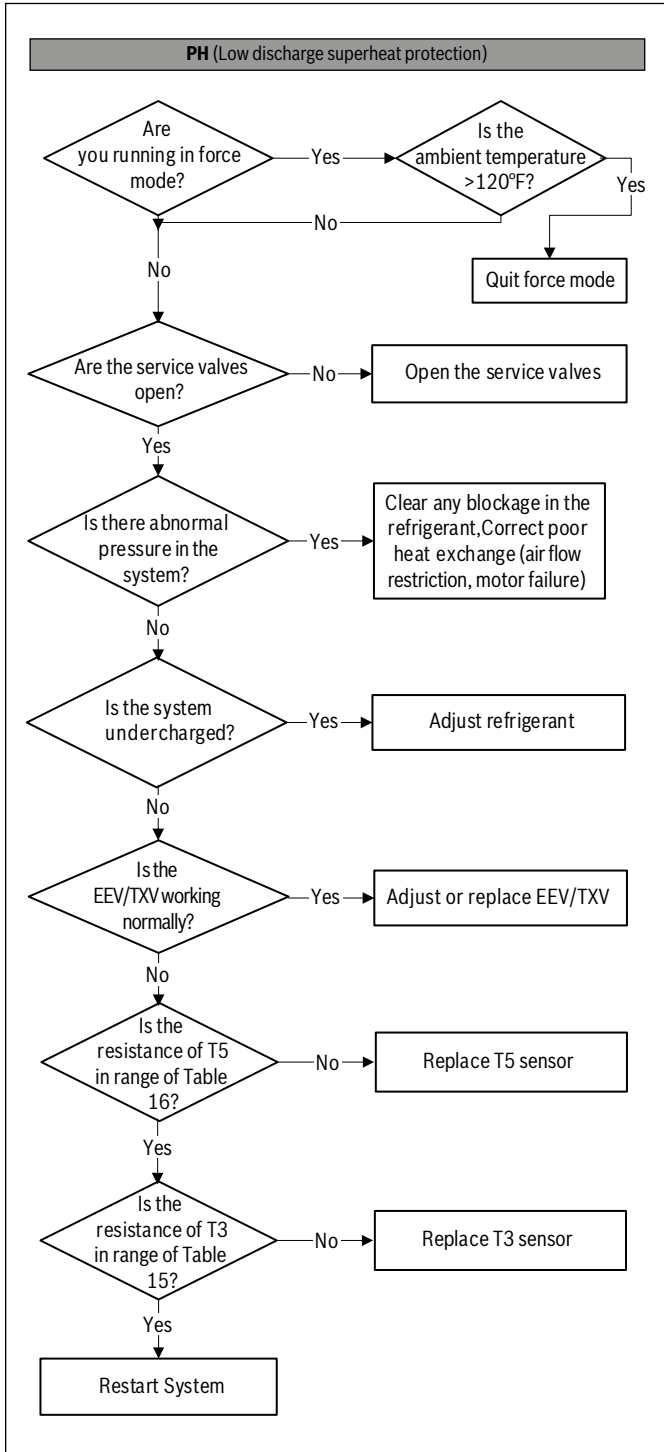 PH (Low discharge superheat protection)
Are
you running in force
mode?
Yes
Is the
ambient temperature
>120°F?
Yes
No
No
Quit force mode
Are the service valves
open?
No
Open the service valves
Yes
Is there abnormal
pressure in the
system?
Yes
Clear any blockage in the
refrigerant,Correct poor
heat exchange (air flow
restriction, motor failure)
No
Is the system
undercharged?
Yes
Adjust refrigerant
No
Is the
EEV/TXV working
normally?
Yes
Adjust or replace EEV/TXV
No
Is the
resistance of T5
in range of Table
16?
No
Replace T5 sensor
Yes
Is the
resistance of T3
in range of Table
15?
No
Replace T3 sensor
Yes
Restart System